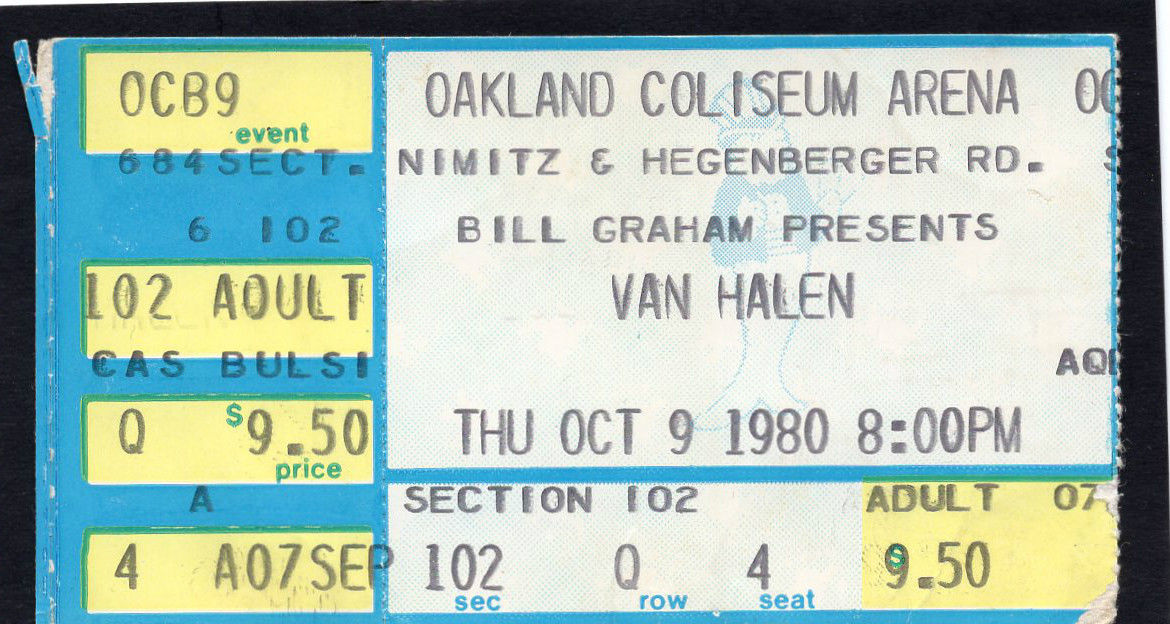 OCB9
event
684SECT.
6 102
102 AOULT
CAS BULSI
Q $9.50
price
A
4 A07SEP
OAKLAND COLISEUM ARENA
NIMITZ & HEGENBERGER RD.
BILL GRAHAM PRESENTS
VAN HALEN
THU OCT 9 1980 8:00PM
SECTION 102 ADULT 07
102 Q 4 $9.50
sec row seat